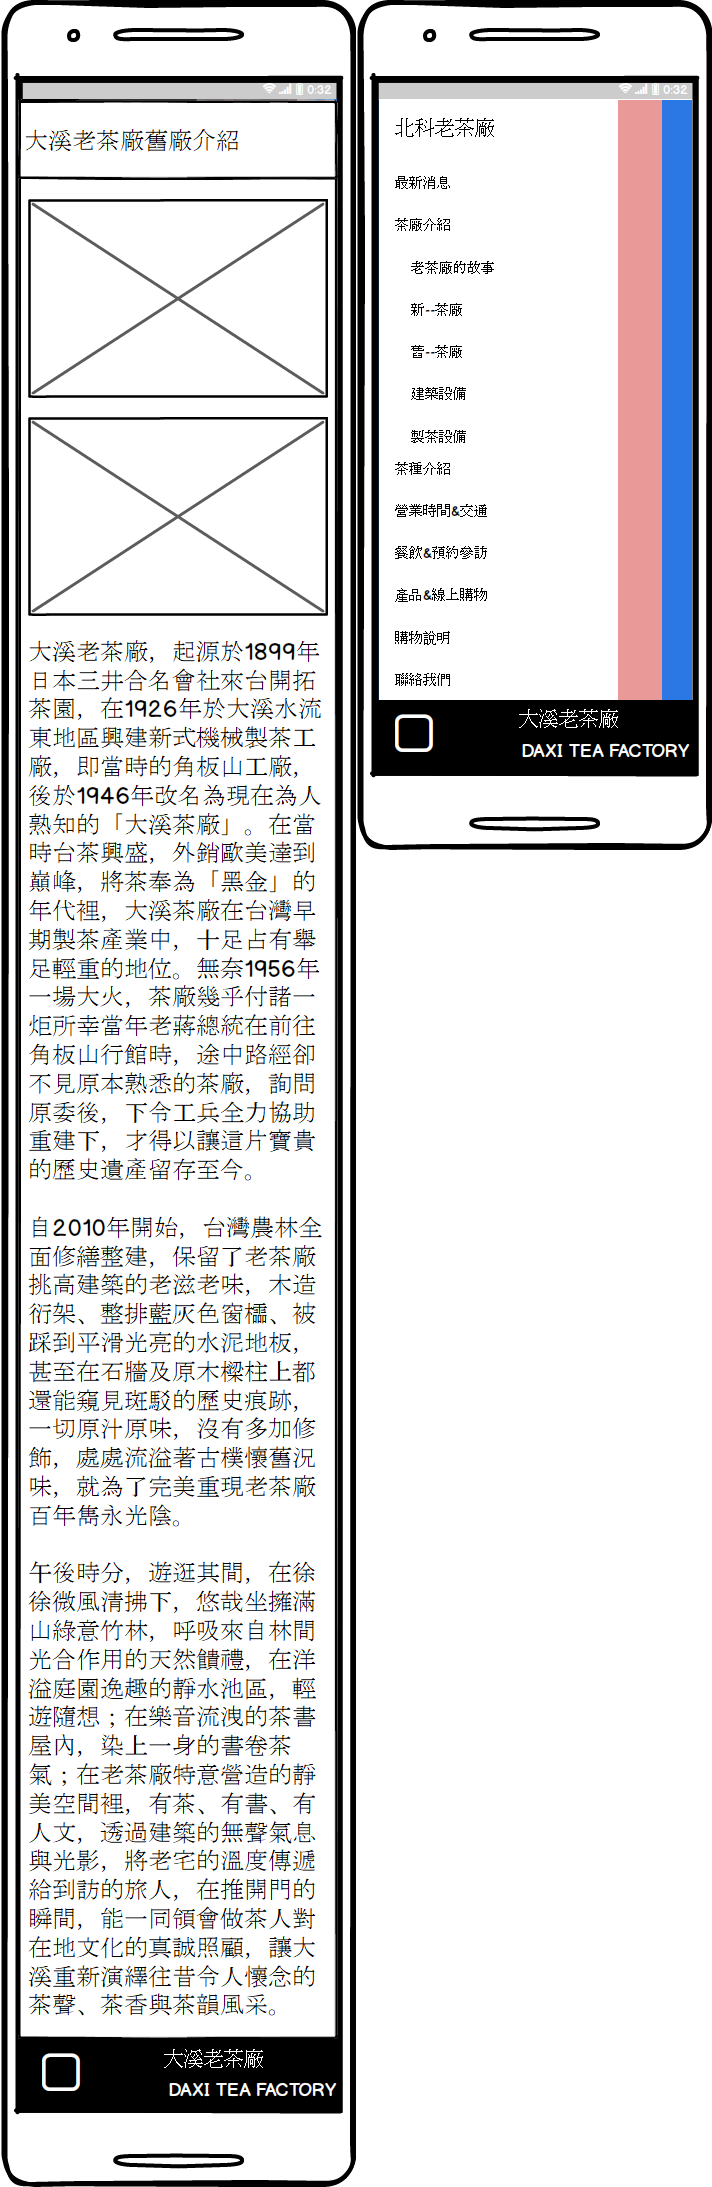 0:32
大溪老茶廠舊廠介紹
大溪老茶廠，起源於1899年
日本三井合名會社來台開拓
茶園，在1926年於大溪水流
東地區興建新式機械製茶工
廠，即當時的角板山工廠，
後於1946年改名為現在為人
熟知的「大溪茶廠」。在當
時台茶興盛，外銷歐美達到
巔峰，將茶奉為「黑金」的
年代裡，大溪茶廠在台灣早
期製茶產業中，十足占有舉
足輕重的地位。無奈1956年
一場大火，茶廠幾乎付諸一
炬所幸當年老蔣總統在前往
角板山行館時，途中路經卻
不見原本熟悉的茶廠，詢問
原委後，下令工兵全力協助
重建下，才得以讓這片寶貴
的歷史遺產留存至今。
自2010年開始，台灣農林全
面修繕整建，保留了老茶廠
挑高建築的老滋老味，木造
衍架、整排藍灰色窗檽、被
踩到平滑光亮的水泥地板，
甚至在石牆及原木樑柱上都
還能窺見斑駁的歷史痕跡，
一切原汁原味，沒有多加修
飾，處處流溢著古樸懷舊況
味，就為了完美重現老茶廠
百年雋永光陰。
午後時分，遊逛其間，在徐
徐微風清拂下，悠哉坐擁滿
山綠意竹林，呼吸來自林間
光合作用的天然饋禮，在洋
溢庭園逸趣的靜水池區，輕
遊隨想；在樂音流洩的茶書
屋內，染上一身的書卷茶
氣；在老茶廠特意營造的靜
美空間裡，有茶、有書、有
人文，透過建築的無聲氣息
與光影，將老宅的溫度傳遞
給到訪的旅人，在推開門的
瞬間，能一同領會做茶人對
在地文化的真誠照顧，讓大
溪重新演繹往昔令人懷念的
茶聲、茶香與茶韻風采。
大溪老茶廠
DAXI TEA FACTORY
0:32
北科老茶廠
最新消息
茶廠介紹
老茶廠的故事
新--茶廠
舊--茶廠
建築設備
製茶設備
茶種介紹
營業時間&交通
餐飲&預約參訪
產品&線上購物
購物說明
聯絡我們
大溪老茶廠
DAXI TEA FACTORY